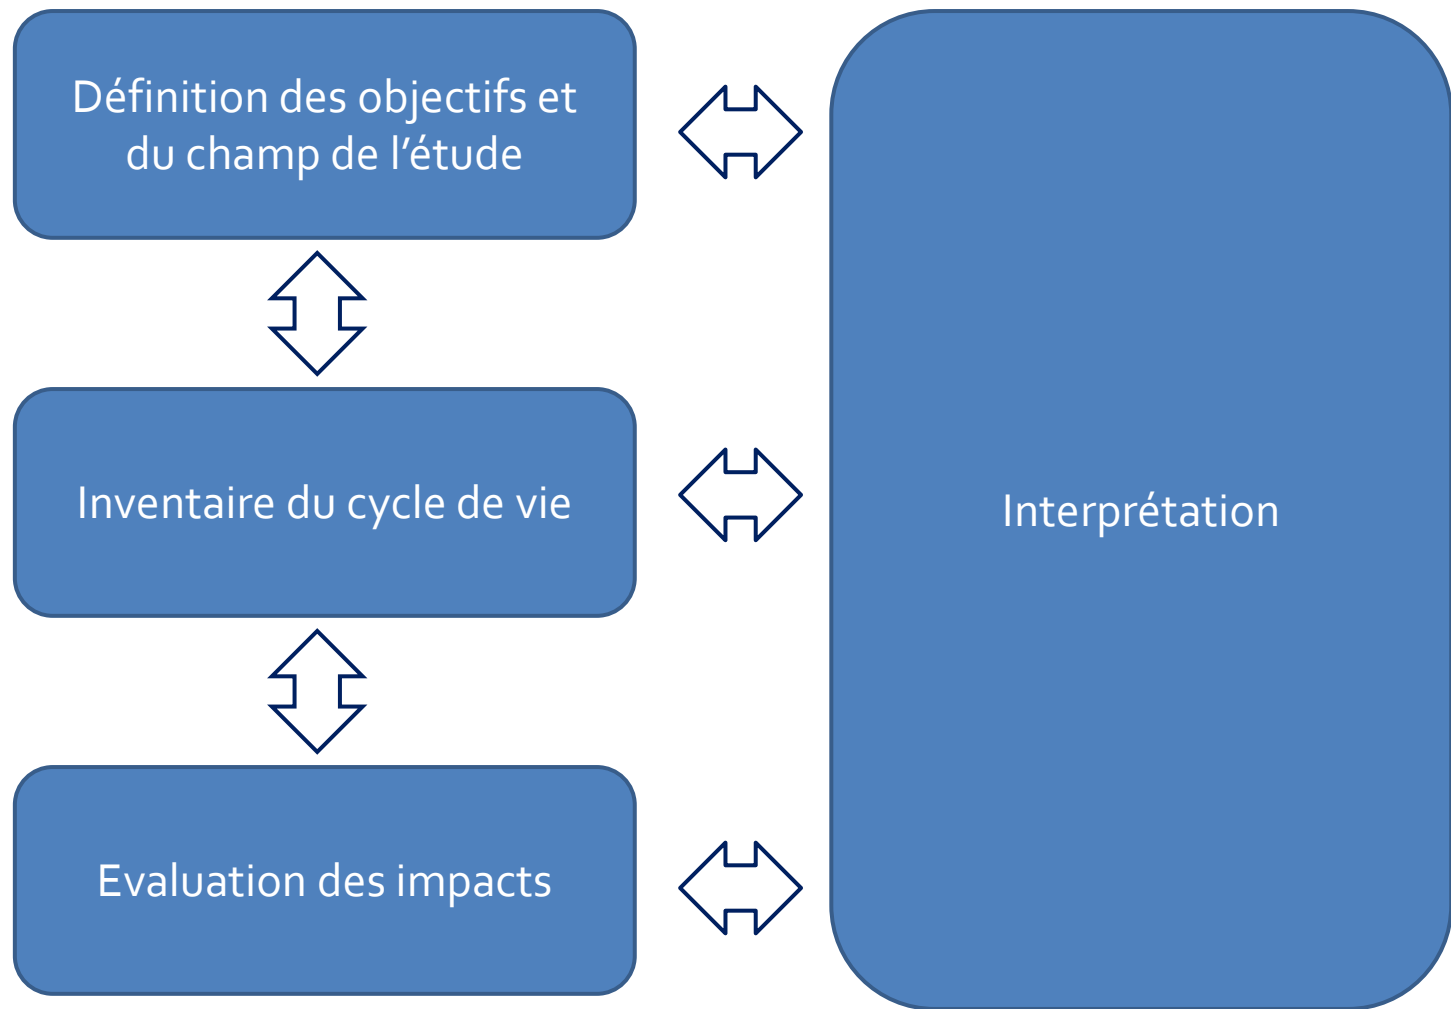 Définition des objectifs et
du champ de l’étude
Inventaire du cycle de vie
Interprétation
Evaluation des impacts